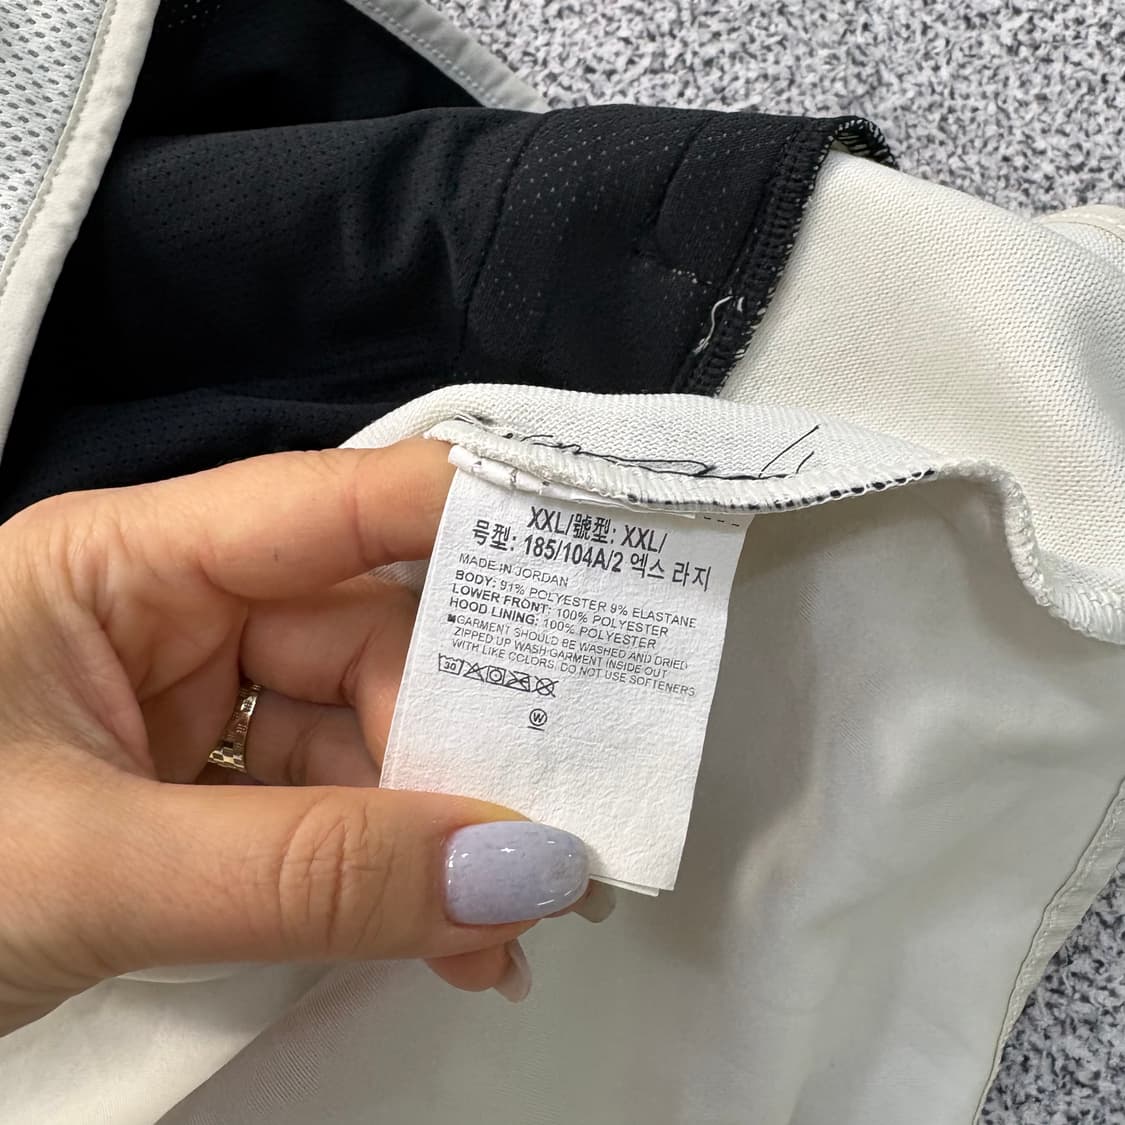 XXL/號型: XXL/
号型: 185/104A/2 엑스 라지
MADE IN JORDAN
BODY: 91% POLYESTER 9% ELASTANE
LOWER FRONT: 100% POLYESTER
HOOD LINING: 100% POLYESTER
GARMENT SHOULD BE WASHED AND DRIED
ZIPPED UP WASH GARMENT INSIDE OUT
WITH LIKE COLORS, DO NOT USE SOFTENERS
30
W